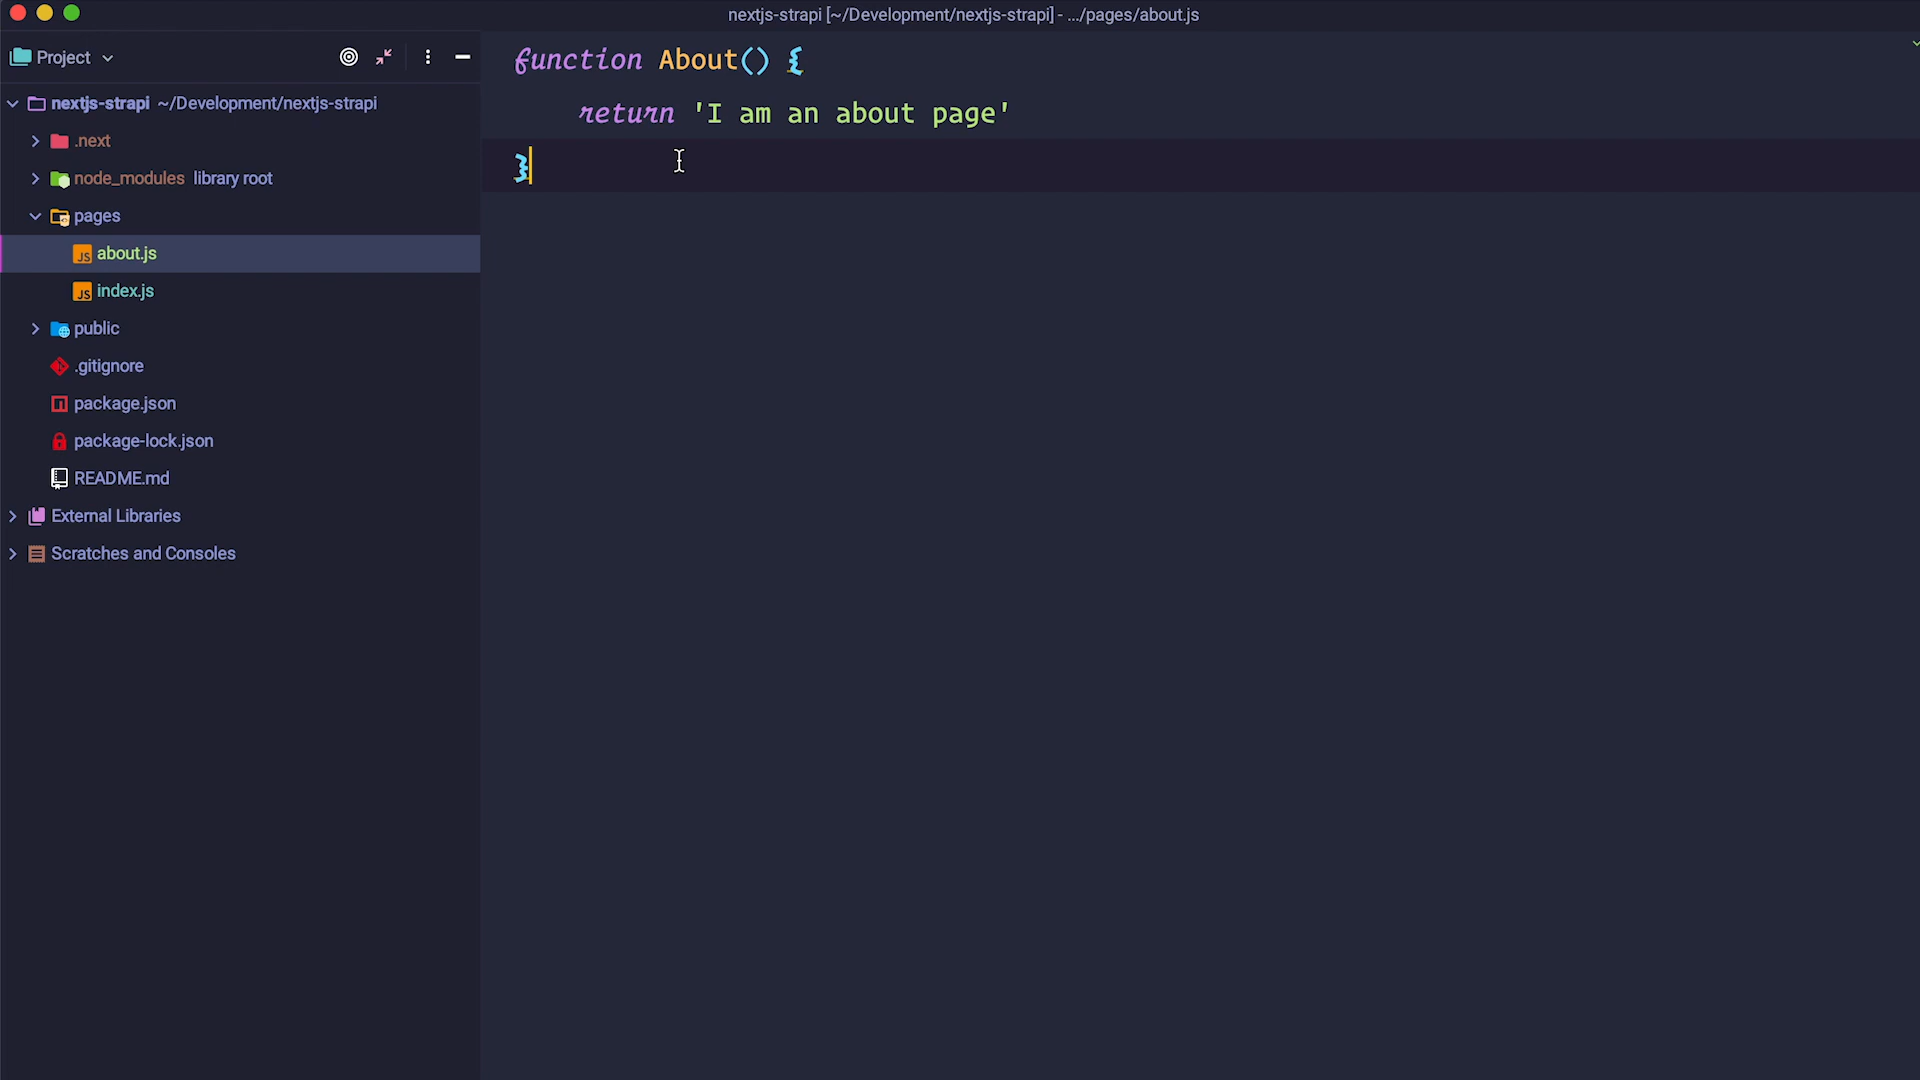 nextjs-strapi [~/Development/nextjs-strapi] - .../pages/about.js
Project
nextjs-strapi ~/Development/nextjs-strapi
.next
node_modules library root
pages
about.js
index.js
public
.gitignore
package.json
package-lock.json
README.md
External Libraries
Scratches and Consoles
function About() {
return 'I am an about page'
}